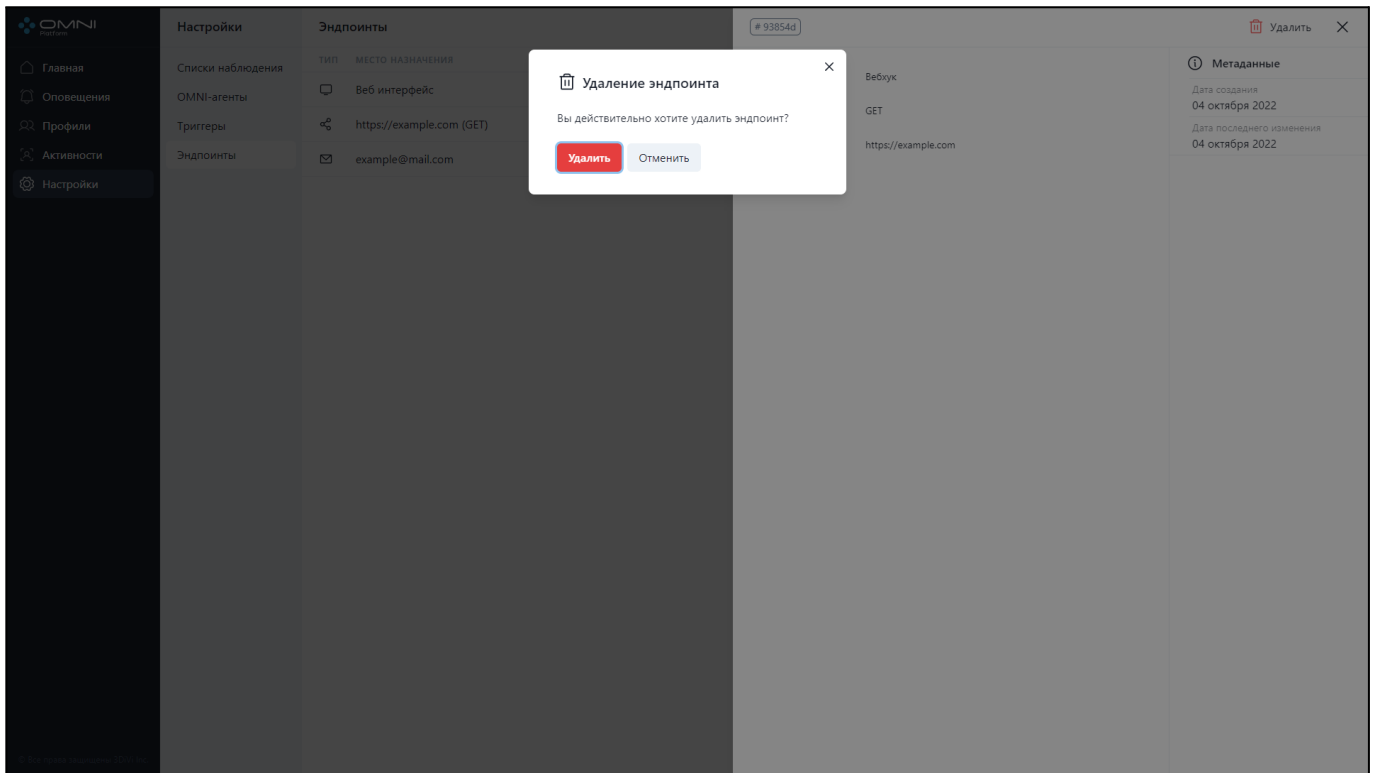 OMNI
Platform
Главная
Оповещения
Профили
Активности
Настройки
Настройки
Списки наблюдения
OMNI-агенты
Триггеры
Эндпоинты
Эндпоинты
ТИП МЕСТО НАЗНАЧЕНИЯ
Веб интерфейс
https://example.com (GET)
example@mail.com
Удаление эндпоинта
Вы действительно хотите удалить эндпоинт?
Удалить Отменить
# 93854d
Удалить
Вебхук
GET
https://example.com
Метаданные
Дата создания
04 октября 2022
Дата последнего изменения
04 октября 2022